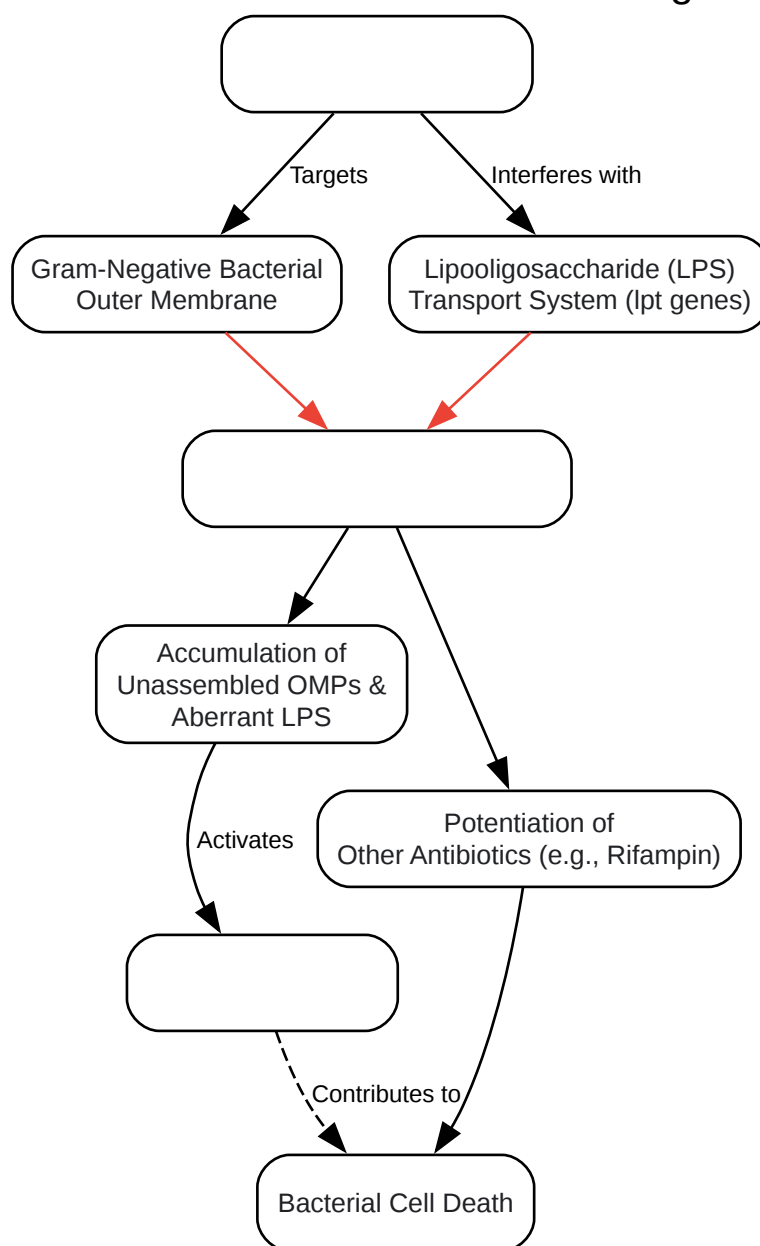 Targets
Interferes with
Gram-Negative Bacterial
Outer Membrane
Lipooligosaccharide (LPS)
Transport System (lpt genes)
Accumulation of
Unassembled OMPs &
Aberrant LPS
Activates
Potentiation of
Other Antibiotics (e.g., Rifampin)
Contributes to
Bacterial Cell Death